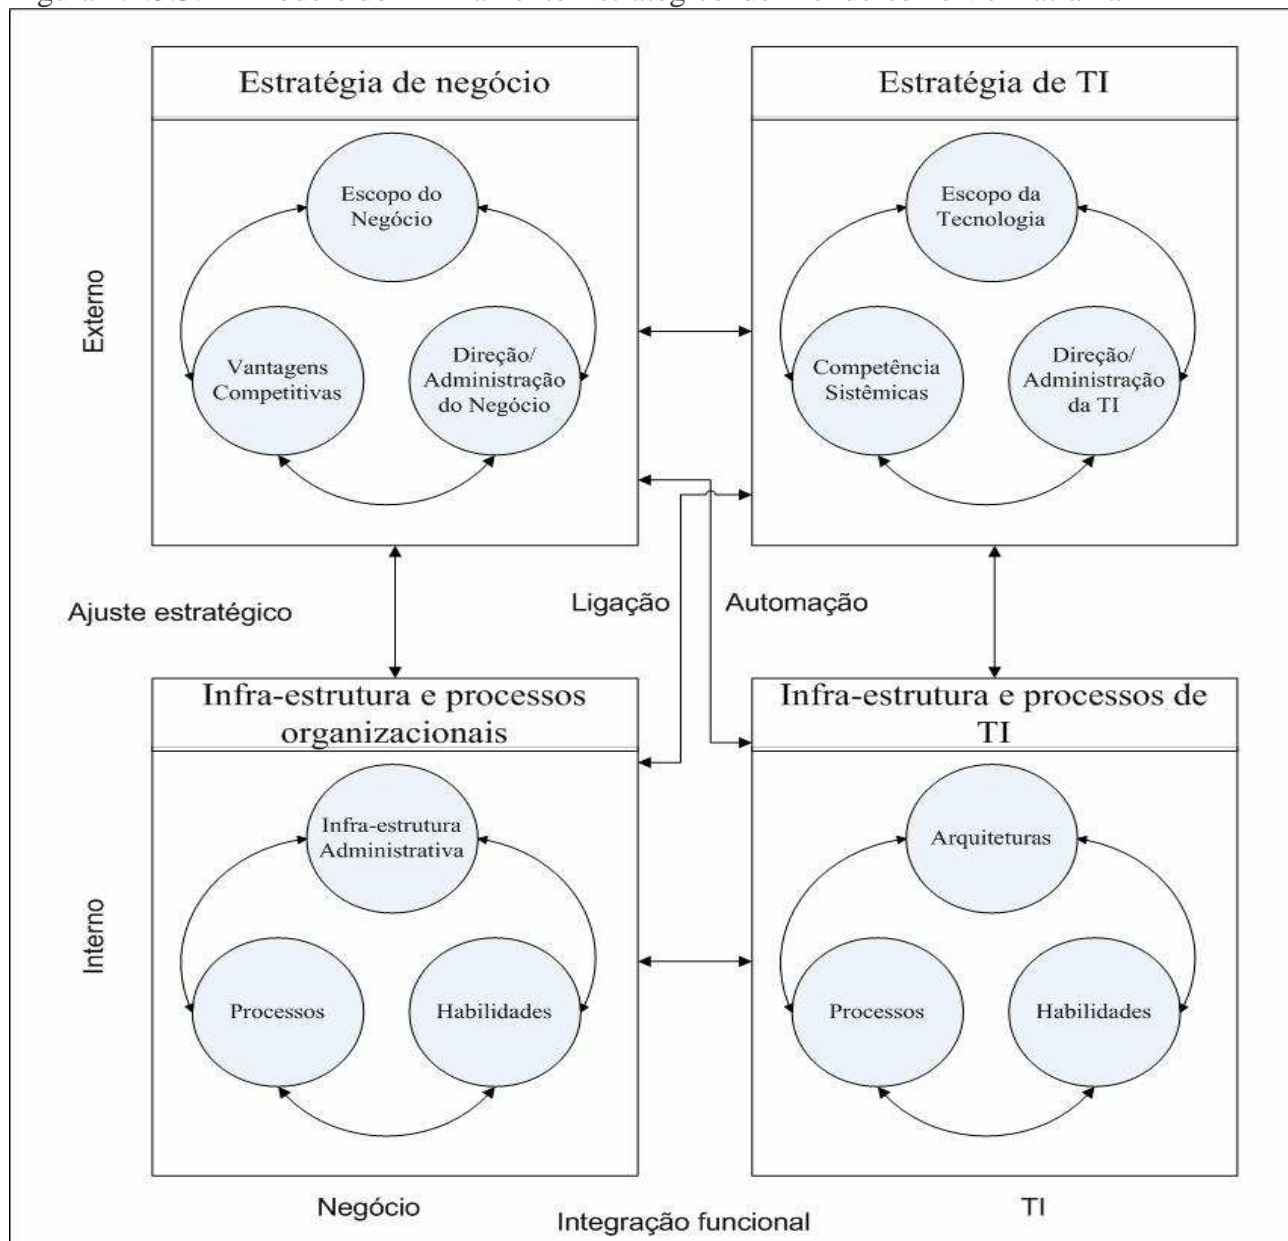 Estratégia de negócio
Estratégia de TI
Escopo do
Negócio
Escopo da
Tecnologia
Externo
Vantagens
Competitivas
Direção/
Administração
do Negócio
Competência
Sistêmicas
Direção/
Administração
da TI
Ajuste estratégico
Ligação
Automação
Infra-estrutura e processos
organizacionais
Infra-estrutura e processos de
TI
Infra-estrutura
Administrativa
Arquiteturas
Interno
Processos
Habilidades
Processos
Habilidades
Negócio
TI
Integração funcional